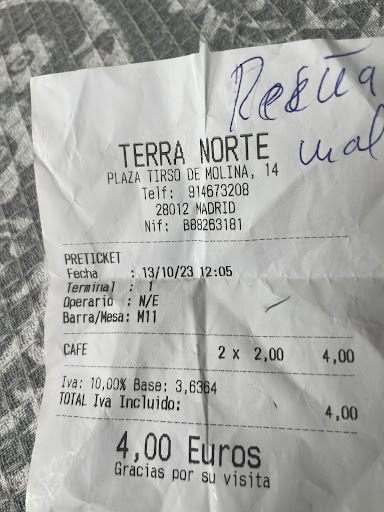 Reseña
mal
TERRA NORTE
PLAZA TIRSO DE MOLINA, 14
Telf: 914673208
28012 MADRID
Nif: B88263181
PRETICKET
Fecha : 13/10/23 12:05
Terminal : 1
Operario : N/E
Barra/Mesa: M11
CAFE 2 x 2,00 4,00
Iva: 10,00% Base: 3,6364
TOTAL Iva Incluido: 4,00
4,00 Euros
Gracias por su visita